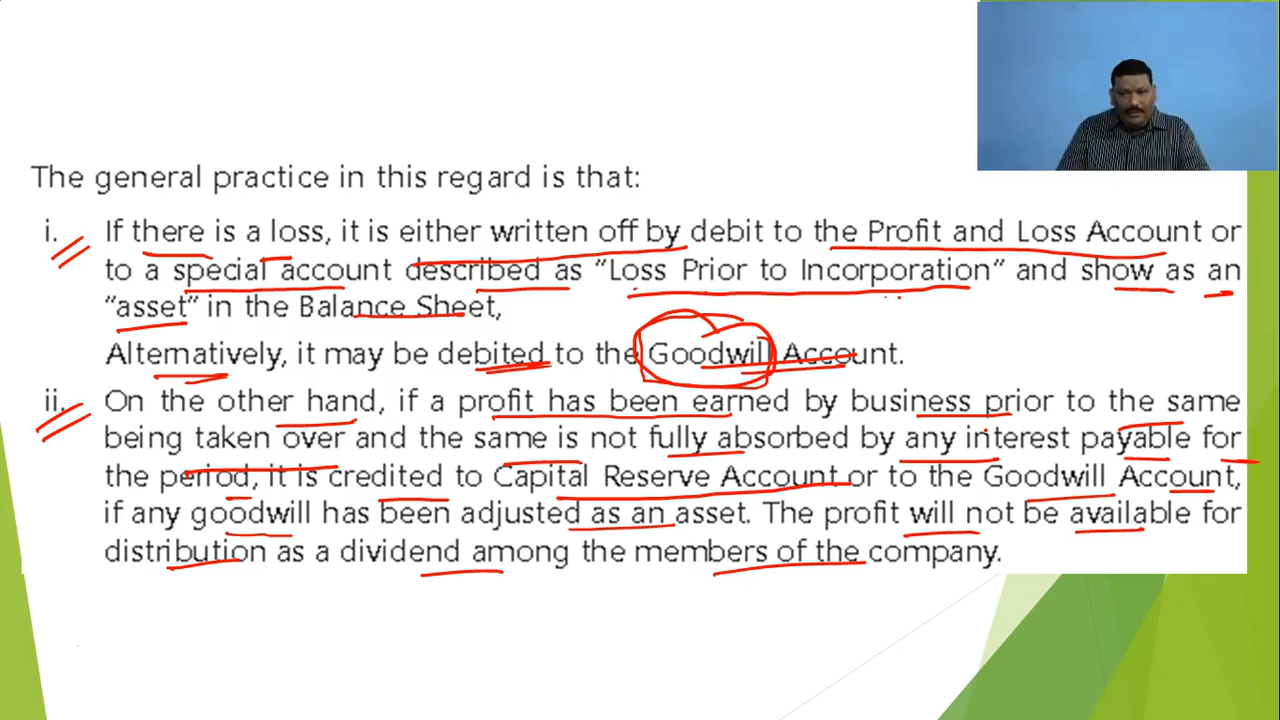 The general practice in this regard is that:
i. If there is a loss, it is either written off by debit to the Profit and Loss Account or
to a special account described as “Loss Prior to Incorporation” and show as an
“asset” in the Balance Sheet,
Alternatively, it may be debited to the Goodwill Account.
ii. On the other hand, if a profit has been earned by business prior to the same
being taken over and the same is not fully absorbed by any interest payable for
the period, it is credited to Capital Reserve Account or to the Goodwill Account,
if any goodwill has been adjusted as an asset. The profit will not be available for
distribution as a dividend among the members of the company.